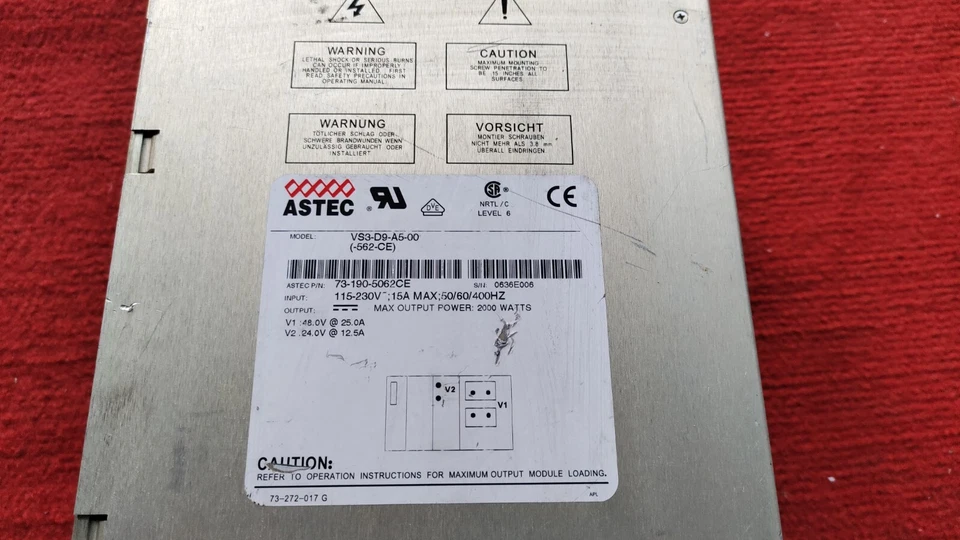 WARNING
LETHAL SHOCK OR SERIOUS BURNS
CAN OCCUR IF IMPROPERLY
HANDLED OR INSTALLED. FIRST
READ SAFETY PRECAUTIONS IN
OPERATING MANUAL.
CAUTION
MAXIMUM MOUNTING
SCREW PENETRATION TO
BE .15 INCHES ALL
SURFACES.
WARNUNG
TÖTLICHER SCHLAG ODER
SCHWERE BRANDWUNDEN WENN
UNZULÄSSIG GEBRAUCHT ODER
INSTALLIERT
VORSICHT
MONTIER SCHRAUBEN
NICHT MEHR ALS 3.8 mm
ÜBERALL EINDRINGEN
ASTEC
RU
DVE
SA
NRTL/C
LEVEL 6
CE
MODEL: VS3-D9-A5-00
(-562-CE)
ASTEC P/N: 73-190-5062CE S/N: 0636E006
INPUT: 115-230V~;15A MAX;50/60/400HZ
OUTPUT: MAX OUTPUT POWER: 2000 WATTS
V1 :48.0V @ 25.0A
V2 :24.0V @ 12.5A
V2
V1
CAUTION:
REFER TO OPERATION INSTRUCTIONS FOR MAXIMUM OUTPUT MODULE LOADING.
73-272-017 G
APL